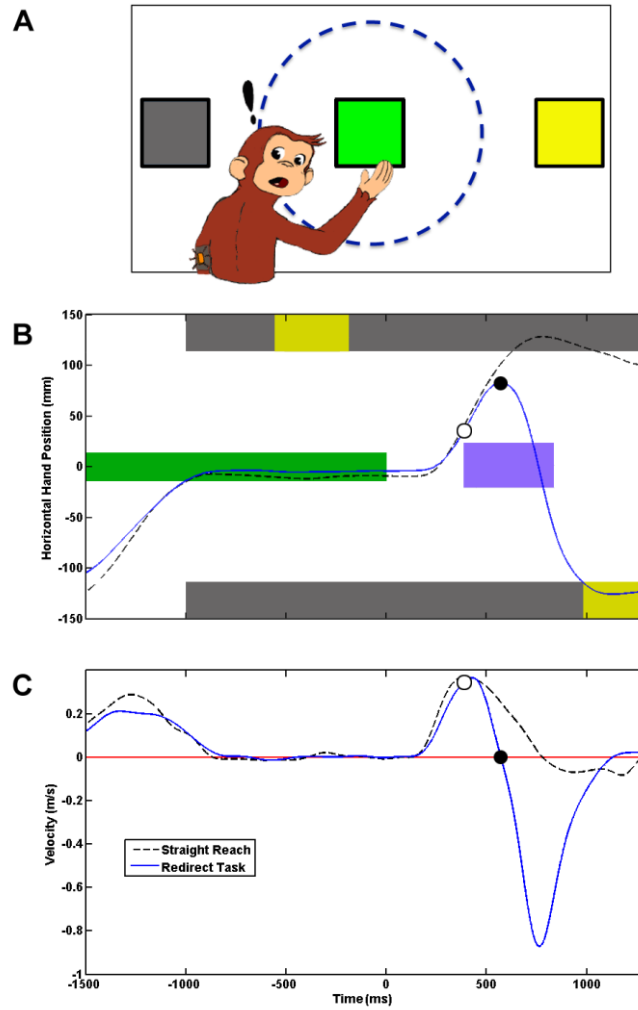 A
B
150
100
50
0
-50
-100
-150
Horizontal Hand Position (mm)
C
0.2
0
-0.2
-0.4
-0.6
-0.8
-1
Velocity (m/s)
Straight Reach
Redirect Task
-1500
-1000
-500
0
500
1000
Time (ms)